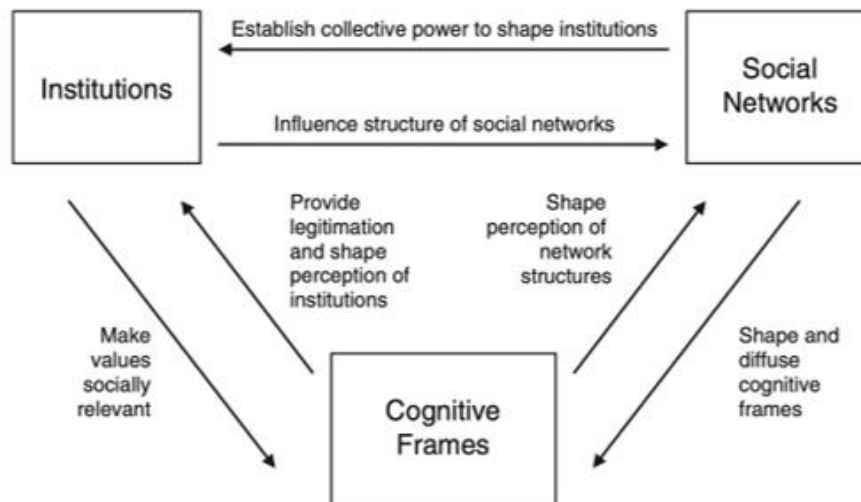 Establish collective power to shape institutions
Institutions
Social
Networks
Influence structure of social networks
Provide
legitimation
and shape
perception of
institutions
Shape
perception of
network
structures
Make
values
socially
relevant
Shape and
diffuse
cognitive
frames
Cognitive
Frames